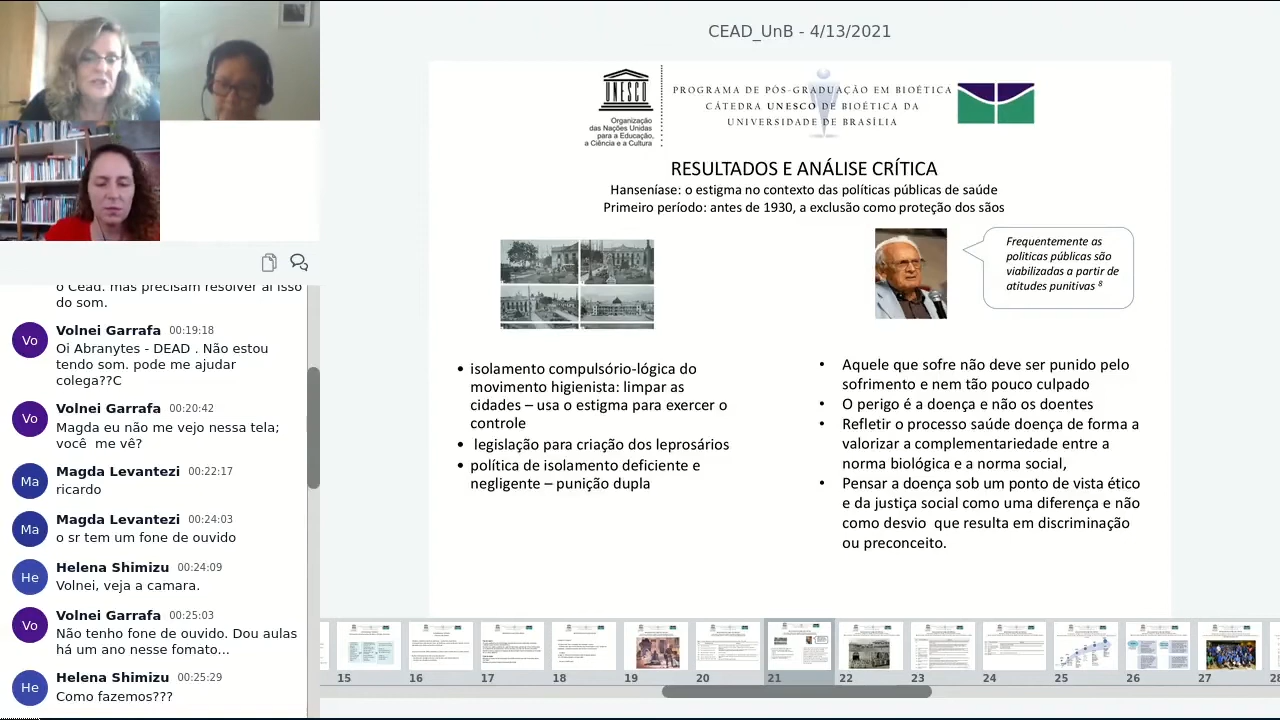 CEAD_UnB - 4/13/2021
UNESCO
Organização
das Nações Unidas
para a Educação,
a Ciência e a Cultura
PROGRAMA DE PÓS-GRADUAÇÃO EM BIOÉTICA
CÁTEDRA UNESCO DE BIOÉTICA DA
UNIVERSIDADE DE BRASÍLIA
RESULTADOS E ANÁLISE CRÍTICA
Hanseníase: o estigma no contexto das políticas públicas de saúde
Primeiro período: antes de 1930, a exclusão como proteção dos sãos
Frequentemente as
políticas públicas são
viabilizadas a partir de
atitudes punitivas 8
• isolamento compulsório-lógica do
movimento higienista: limpar as
cidades – usa o estigma para exercer o
controle
• legislação para criação dos leprosários
• política de isolamento deficiente e
negligente – punição dupla
• Aquele que sofre não deve ser punido pelo
sofrimento e nem tão pouco culpado
• O perigo é a doença e não os doentes
• Refletir o processo saúde doença de forma a
valorizar a complementariedade entre a
norma biológica e a norma social,
• Pensar a doença sob um ponto de vista ético
e da justiça social como uma diferença e não
como desvio que resulta em discriminação
ou preconceito.
o Cead. mas precisam resolver aí isso
do som.
Vo
Volnei Garrafa 00:19:18
Oi Abranytes - DEAD . Não estou
tendo som. pode me ajudar
colega??C
Vo
Volnei Garrafa 00:20:42
Magda eu não me vejo nessa tela;
você me vê?
Ma
Magda Levantezi 00:22:17
ricardo
Ma
Magda Levantezi 00:24:03
o sr tem um fone de ouvido
He
Helena Shimizu 00:24:09
Volnei, veja a camara.
Vo
Volnei Garrafa 00:25:03
Não tenho fone de ouvido. Dou aulas
há um ano nesse fomato...
He
Helena Shimizu 00:25:29
Como fazemos???
15 16 17 18 19 20 21 22 23 24 25 26 27 28